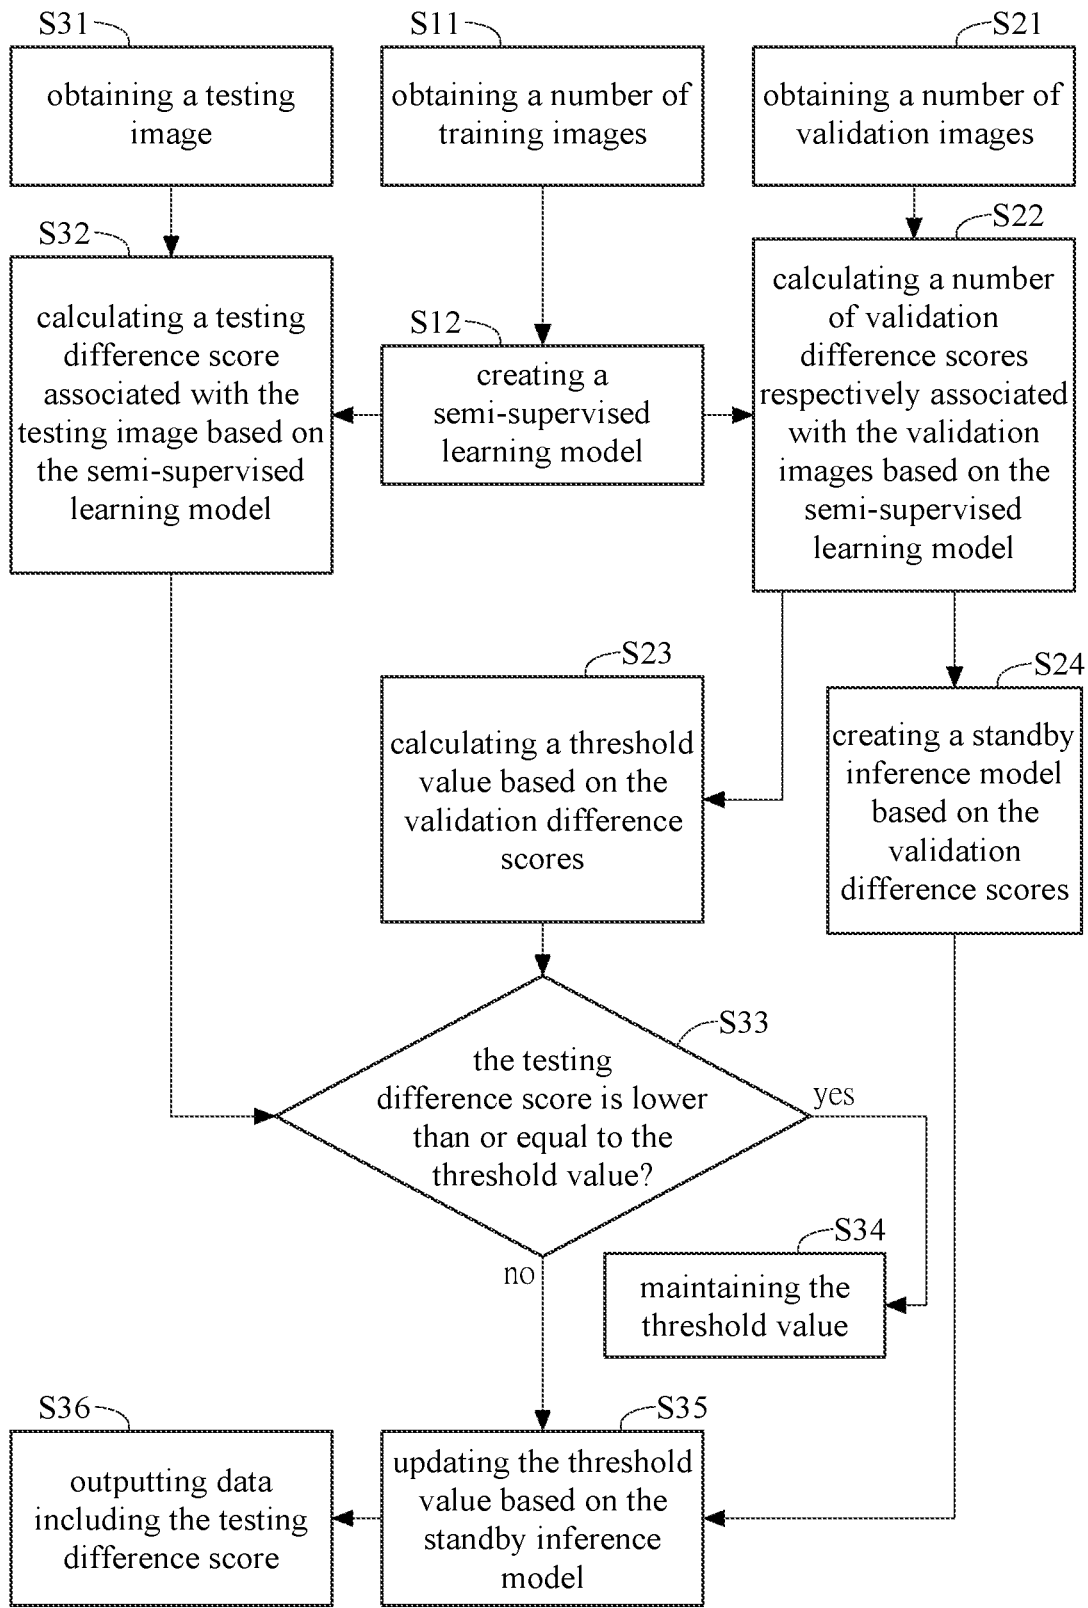 S31
obtaining a testing
image
S11
obtaining a number of
training images
S21
obtaining a number of
validation images
S32
calculating a testing
difference score
associated with the
testing image based on
the semi-supervised
learning model
S12
creating a
semi-supervised
learning model
S22
calculating a number
of validation
difference scores
respectively associated
with the validation
images based on the
semi-supervised
learning model
S23
calculating a threshold
value based on the
validation difference
scores
S24
creating a standby
inference model
based on the
validation
difference scores
S33
the testing
difference score is lower
than or equal to the
threshold value?
yes
no
S34
maintaining the
threshold value
S35
updating the threshold
value based on the
standby inference
model
S36
outputting data
including the testing
difference score